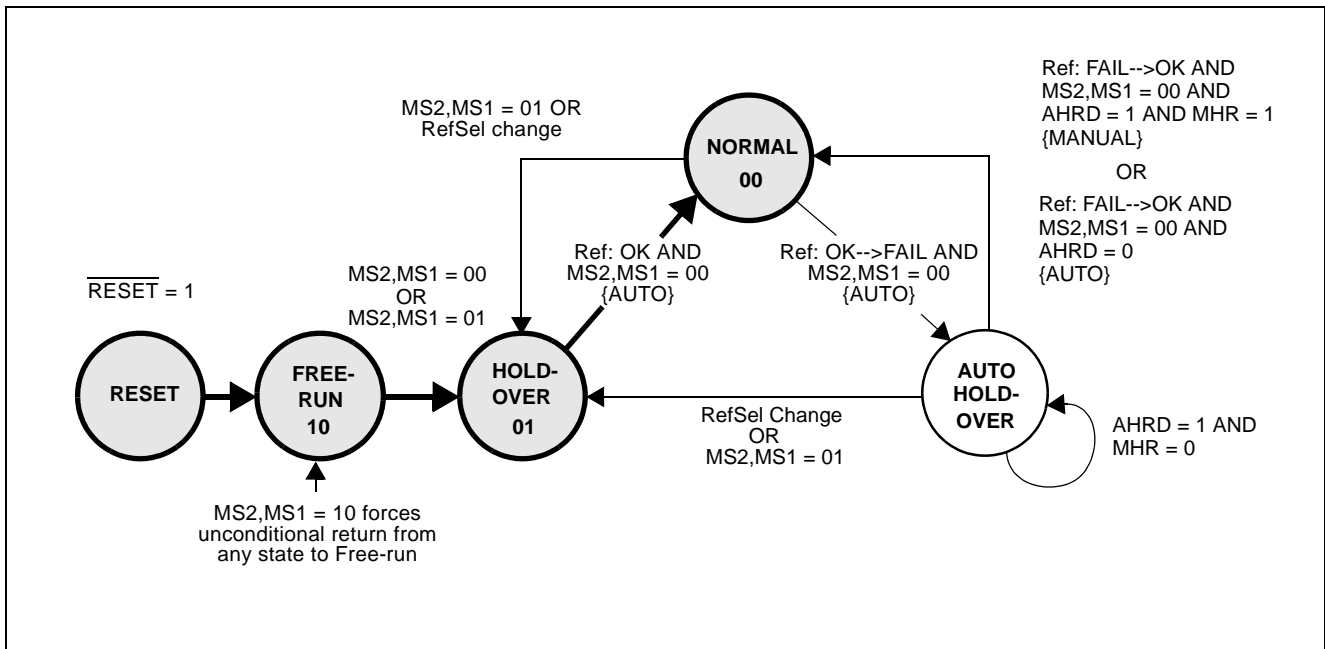 Ref: FAIL-->OK AND
MS2,MS1 = 00 AND
AHRD = 1 AND MHR = 1
{MANUAL}
OR
Ref: FAIL-->OK AND
MS2,MS1 = 00 AND
AHRD = 0
{AUTO}
MS2,MS1 = 01 OR
RefSel change
NORMAL
00
Ref: OK AND
MS2,MS1 = 00
{AUTO}
Ref: OK-->FAIL AND
MS2,MS1 = 00
{AUTO}
RESET = 1
MS2,MS1 = 00
OR
MS2,MS1 = 01
RESET
FREE-
RUN
10
HOLD-
OVER
01
AUTO
HOLD-
OVER
RefSel Change
OR
MS2,MS1 = 01
AHRD = 1 AND
MHR = 0
MS2,MS1 = 10 forces
unconditional return from
any state to Free-run